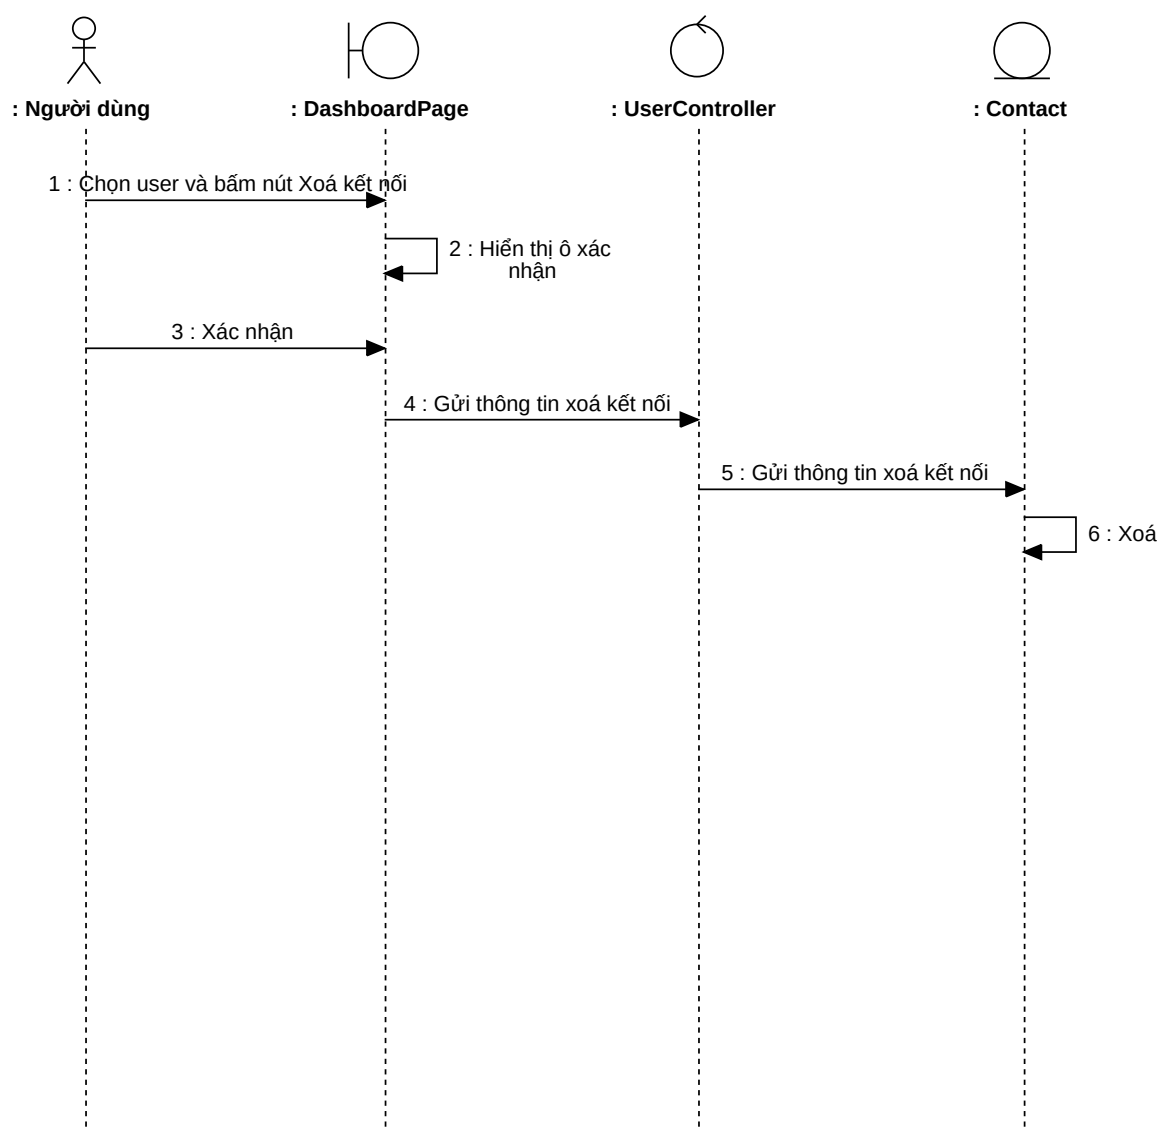 : Người dùng
: DashboardPage
: UserController
: Contact
1 : Chọn user và bấm nút Xoá kết nối
2 : Hiển thị ô xác
nhận
3 : Xác nhận
4 : Gửi thông tin xoá kết nối
5 : Gửi thông tin xoá kết nối
6 : Xoá